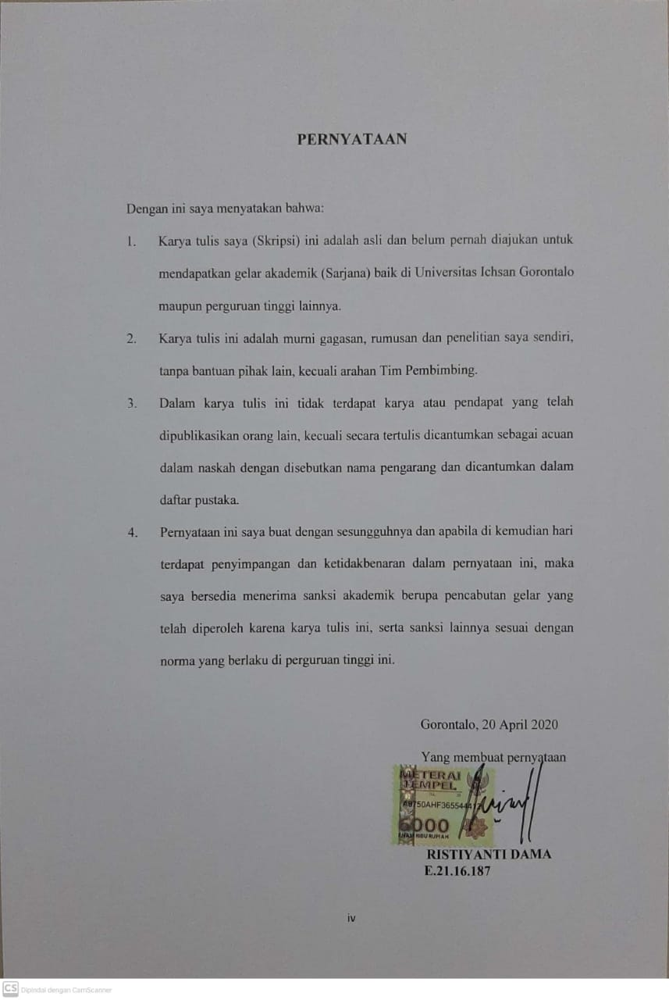 PERNYATAAN
Dengan ini saya menyatakan bahwa:
1. Karya tulis saya (Skripsi) ini adalah asli dan belum pernah diajukan untuk
mendapatkan gelar akademik (Sarjana) baik di Universitas Ichsan Gorontalo
maupun perguruan tinggi lainnya.
2. Karya tulis ini adalah murni gagasan, rumusan dan penelitian saya sendiri,
tanpa bantuan pihak lain, kecuali arahan Tim Pembimbing.
3. Dalam karya tulis ini tidak terdapat karya atau pendapat yang telah
dipublikasikan orang lain, kecuali secara tertulis dicantumkan sebagai acuan
dalam naskah dengan disebutkan nama pengarang dan dicantumkan dalam
daftar pustaka.
4. Pernyataan ini saya buat dengan sesungguhnya dan apabila di kemudian hari
terdapat penyimpangan dan ketidakbenaran dalam pernyataan ini, maka
saya bersedia menerima sanksi akademik berupa pencabutan gelar yang
telah diperoleh karena karya tulis ini, serta sanksi lainnya sesuai dengan
norma yang berlaku di perguruan tinggi ini.
Gorontalo, 20 April 2020
Yang membuat pernyataan
METERAI
TEMPEL
6000
ENAM RIBU RUPIAH
RISTIYANTI DAMA
E.21.16.187
iv
CS Dipindai dengan CamScanner